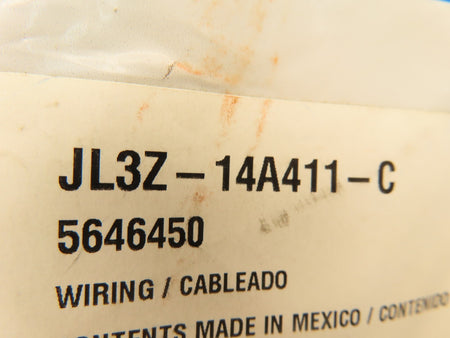 JL3Z-14A411-C
5646450
WIRING / CABLEADO
CONTENTS MADE IN MEXICO / CONTENIDO